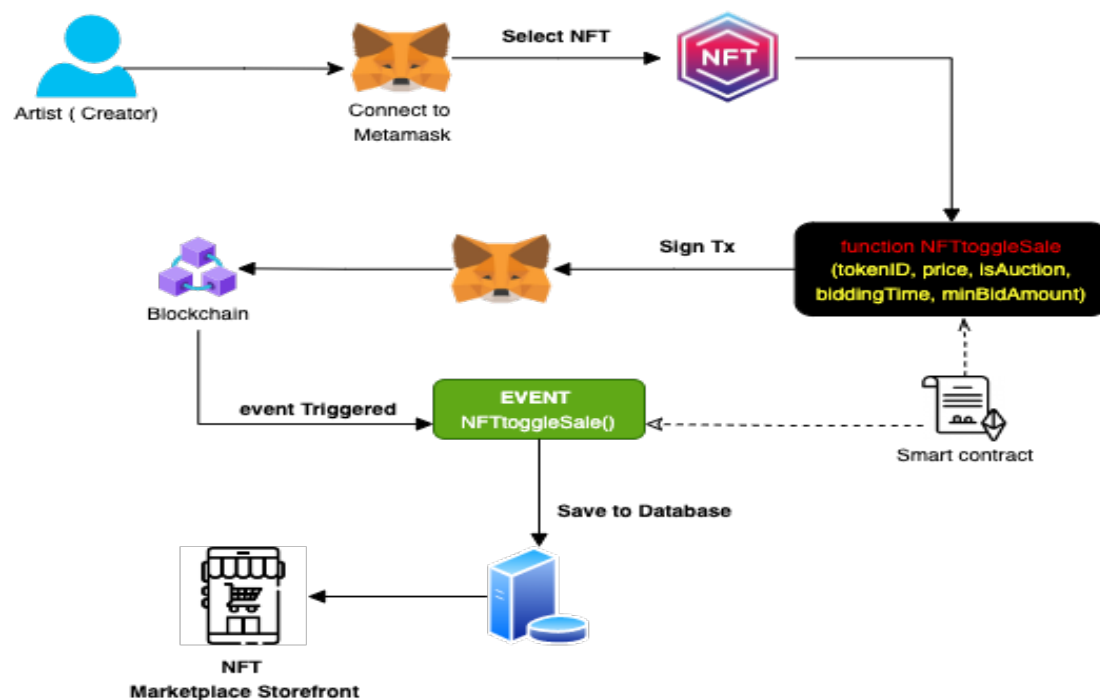 Select NFT
NFT
Artist ( Creator)
Connect to
Metamask
function NFTtoggleSale
(tokenID, price, isAuction,
biddingTime, minBidAmount)
Sign Tx
Blockchain
EVENT
NFTtoggleSale()
event Triggered
Smart contract
Save to Database
NFT
Marketplace Storefront